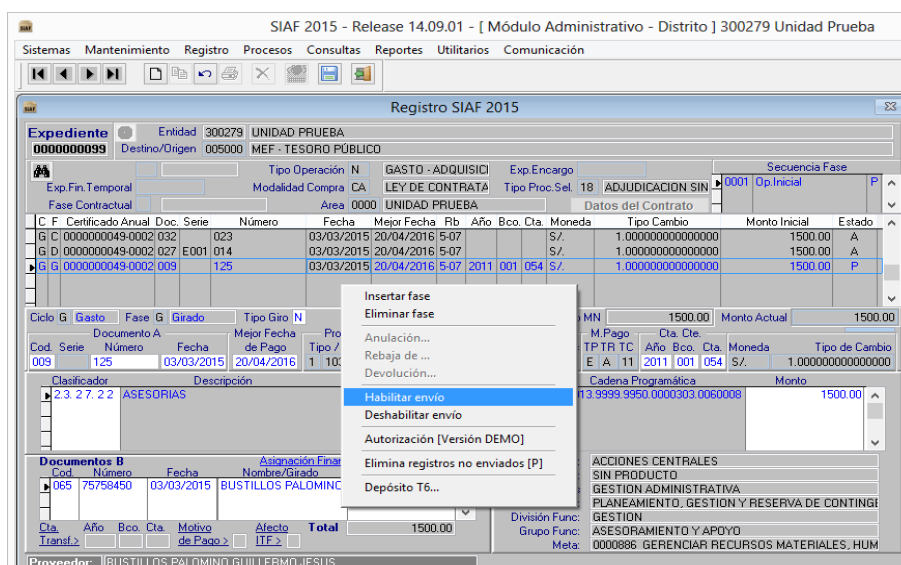 SIAF 2015 - Release 14.09.01 - [ Módulo Administrativo - Distrito ] 300279 Unidad Prueba
Sistemas Mantenimiento Registro Procesos Consultas Reportes Utilitarios Comunicación
Registro SIAF 2015
Expediente Entidad 300279 UNIDAD PRUEBA
0000000099 Destino/Origen 005000 MEF - TESORO PÚBLICO
Tipo Operación N GASTO - ADQUISICI Exp.Encargo Secuencia Fase
Exp.Fin.Temporal Modalidad Compra CA LEY DE CONTRATA Tipo Proc.Sel. 18 ADJUDICACION SIN 0001 Op.Inicial P
Fase Contractual Area 0000 UNIDAD PRUEBA Datos del Contrato
C F Certificado Anual Doc. Serie Número Fecha Mejor Fecha Rb Año Bco. Cta. Moneda Tipo Cambio Monto Inicial Estado
G C 0000000049-0002 032 023 03/03/2015 20/04/2016 5-07 S/. 1.000000000000000 1500.00 A
G D 0000000049-0002 027 E001 014 03/03/2015 20/04/2016 5-07 S/. 1.000000000000000 1500.00 A
G G 0000000049-0002 009 125 03/03/2015 20/04/2016 5-07 2011 001 054 S/. 1.000000000000000 1500.00 P
Insertar fase
Eliminar fase
Anulación...
Rebaja de ...
Devolución...
Habilitar envío
Deshabilitar envío
Autorización [Versión DEMO]
Elimina registros no enviados [P]
Depósito T6...
Ciclo G Gasto Fase G Girado Tipo Giro N MN 1500.00 Monto Actual 1500.00
Documento A Mejor Fecha Pro M.Pago Cta. Cte.
Cod. Serie Número Fecha de Pago Tipo / TP TR TC Año Bco. Cta. Moneda Tipo de Cambio
009 125 03/03/2015 20/04/2016 1 103 E A 11 2011 001 054 S/. 1.000000000000000
Clasificador Descripción Cadena Programática Monto
2.3. 2 7. 2 2 ASESORIAS 13.9999.9950.0000303.0060008 1500.00
Documentos B Asignación Finan
Cod. Número Fecha Nombre/Girado
065 75758450 03/03/2015 BUSTILLOS PALOMINO
Cta. Año Bco. Cta. Motivo Afecto Total 1500.00
Transf.> de Pago > ITF >
ACCIONES CENTRALES
SIN PRODUCTO
GESTION ADMINISTRATIVA
PLANEAMIENTO, GESTION Y RESERVA DE CONTINGE
División Func: GESTION
Grupo Func: ASESORAMIENTO Y APOYO
Meta: 0000886 GERENCIAR RECURSOS MATERIALES, HUM
Proveedor: BUSTILLOS PALOMINO GUILLERMO JESUS